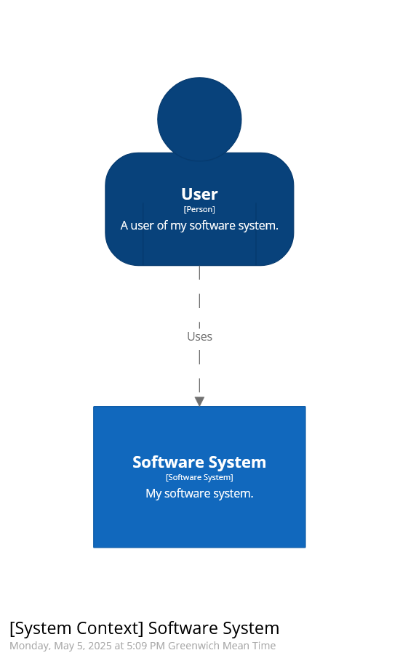 User
[Person]
A user of my software system.
Uses
Software System
[Software System]
My software system.
[System Context] Software System
Monday, May 5, 2025 at 5:09 PM Greenwich Mean Time